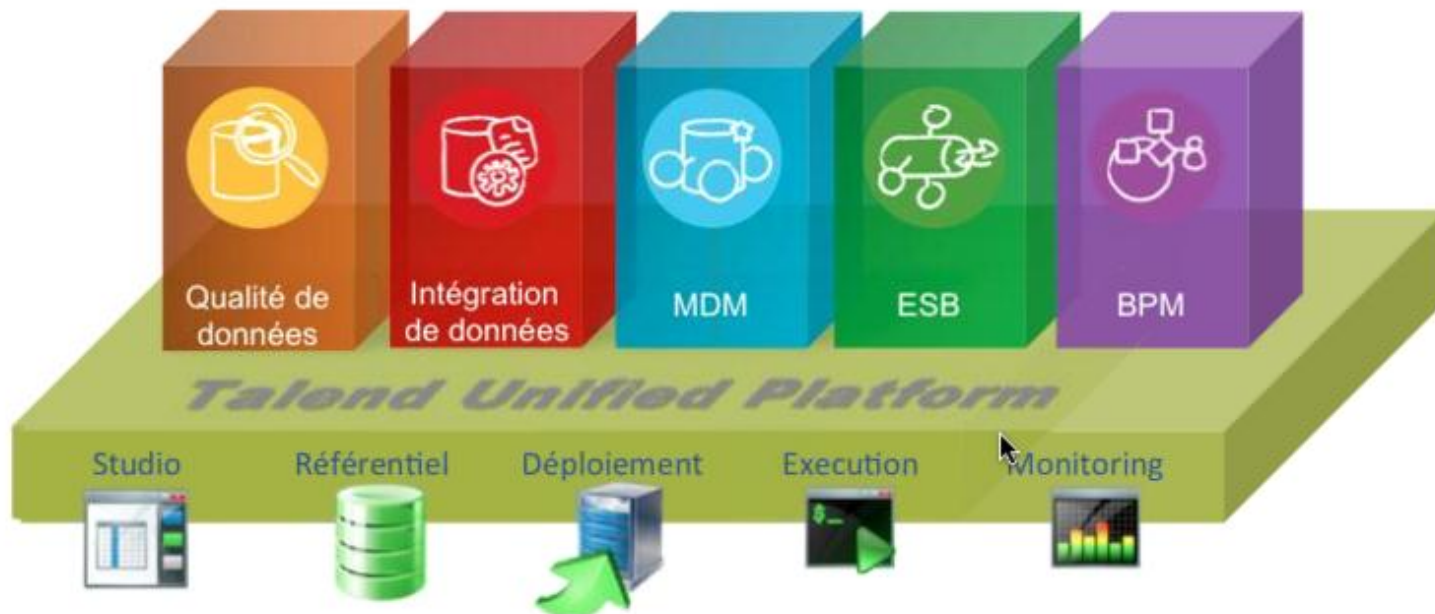 Qualité de
données
Intégration
de données
MDM
ESB
BPM
Talend Unified Platform
Studio
Référentiel
Déploiement
Execution
Monitoring
$_